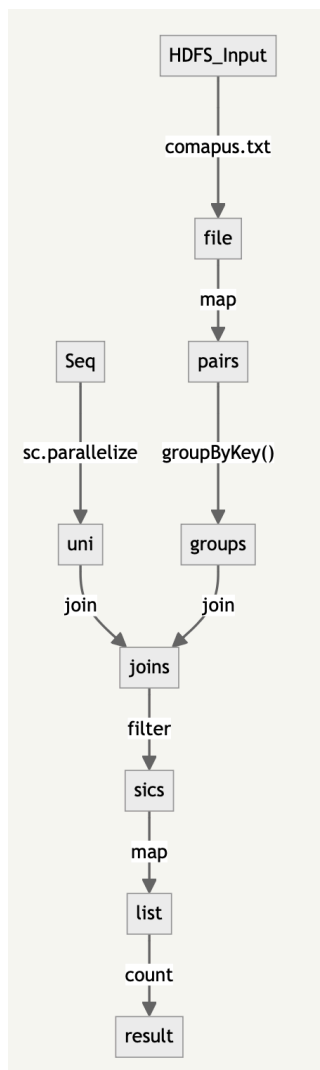 HDFS_Input
comapus.txt
file
map
Seq
pairs
sc.parallelize
groupByKey()
uni
groups
join
join
joins
filter
sics
map
list
count
result